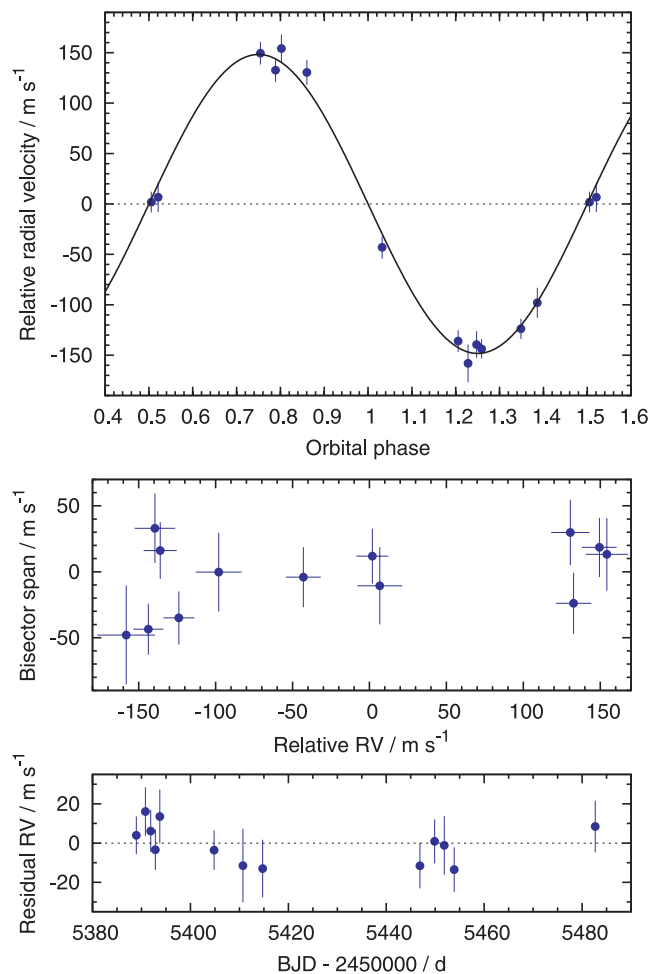 150
100
50
0
-50
-100
-150
Relative radial velocity / m s⁻¹
0.4 0.5 0.6 0.7 0.8 0.9 1 1.1 1.2 1.3 1.4 1.5 1.6
Orbital phase
50
0
-50
Bisector span / m s⁻¹
-150 -100 -50 0 50 100 150
Relative RV / m s⁻¹
20
0
-20
Residual RV / m s⁻¹
5380 5400 5420 5440 5460 5480
BJD - 2450000 / d